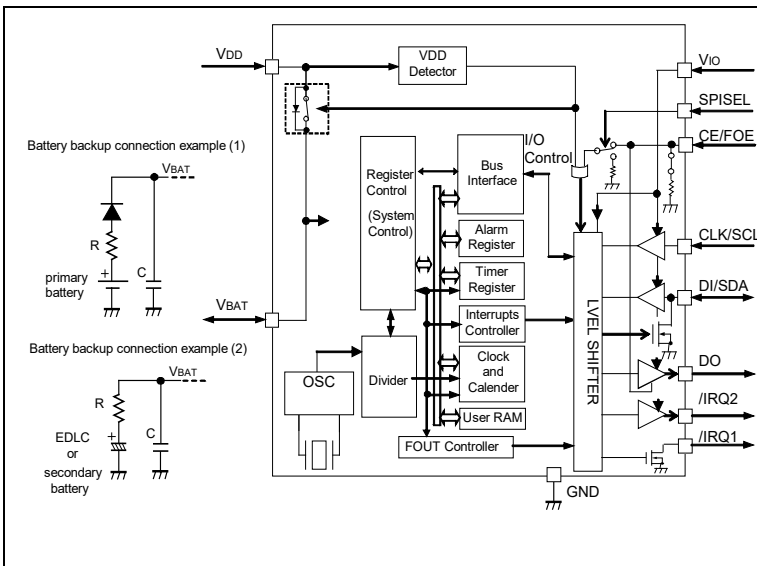 VDD
VDD
Detector
VIO
SPISEL
CE/FOE
I/O
Control
Battery backup connection example (1)
VBAT
R
+
C
primary
battery
Register
Control
(System
Control)
Bus
Interface
Alarm
Register
Timer
Register
Interrupts
Controller
Clock
and
Calender
User RAM
FOUT Controller
LVEL SHIFTER
CLK/SCL
DI/SDA
DO
/IRQ2
/IRQ1
VBAT
Battery backup connection example (2)
VBAT
R
+
C
EDLC
or
secondary
battery
OSC
Divider
GND